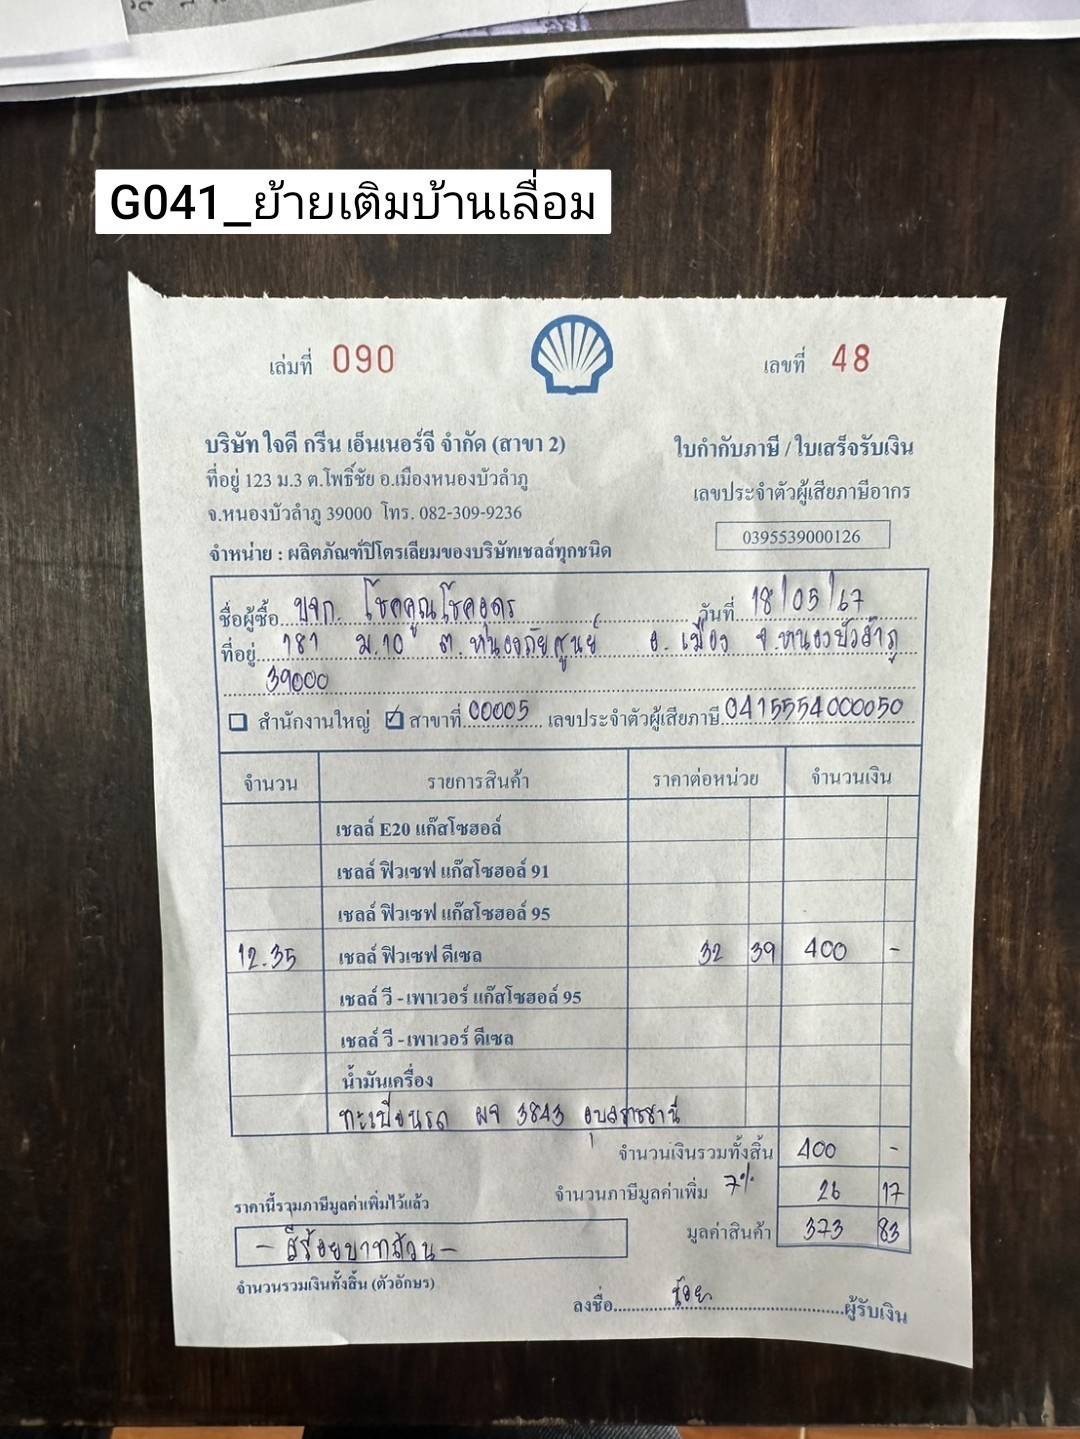 G041_ย้ายเติมบ้านเลื่อม
เล่มที่ 090
เลขที่ 48
บริษัท ใจดี กรีน เอ็นเนอร์จี จำกัด (สาขา 2)
ใบกำกับภาษี / ใบเสร็จรับเงิน
ที่อยู่ 123 ม.3 ต.โพธิ์ชัย อ.เมืองหนองบัวลำภู
เลขประจำตัวผู้เสียภาษีอากร
จ.หนองบัวลำภู 39000 โทร. 082-309-9236
0395539000126
จำหน่าย : ผลิตภัณฑ์ปิโตรเลียมของบริษัทเชลล์ทุกชนิด
ชื่อผู้ซื้อ บจก. โชคคูณโชคอุดร วันที่ 18/05/67
ที่อยู่ 181 ม.10 ต.หนองภัยศูนย์ อ.เมือง จ.หนองบัวลำภู
39000
สำนักงานใหญ่ ☑ สาขาที่ 00005 เลขประจำตัวผู้เสียภาษี 0415554000050
จำนวน รายการสินค้า ราคาต่อหน่วย จำนวนเงิน
เชลล์ E20 แก๊สโซฮอล์
เชลล์ ฟิวเซฟ แก๊สโซฮอล์ 91
เชลล์ ฟิวเซฟ แก๊สโซฮอล์ 95
12.35 เชลล์ ฟิวเซฟ ดีเซล 32 39 400 -
เชลล์ วี - เพาเวอร์ แก๊สโซฮอล์ 95
เชลล์ วี - เพาเวอร์ ดีเซล
น้ำมันเครื่อง
ทะเบียนรถ ผจ 3843 อุบลราชธานี
จำนวนเงินรวมทั้งสิ้น 400 -
จำนวนภาษีมูลค่าเพิ่ม 7% 26 17
ราคานี้รวมภาษีมูลค่าเพิ่มไว้แล้ว
มูลค่าสินค้า 373 83
- สี่ร้อยบาทถ้วน -
จำนวนรวมเงินทั้งสิ้น (ตัวอักษร)
ลงชื่อ น้อย ผู้รับเงิน